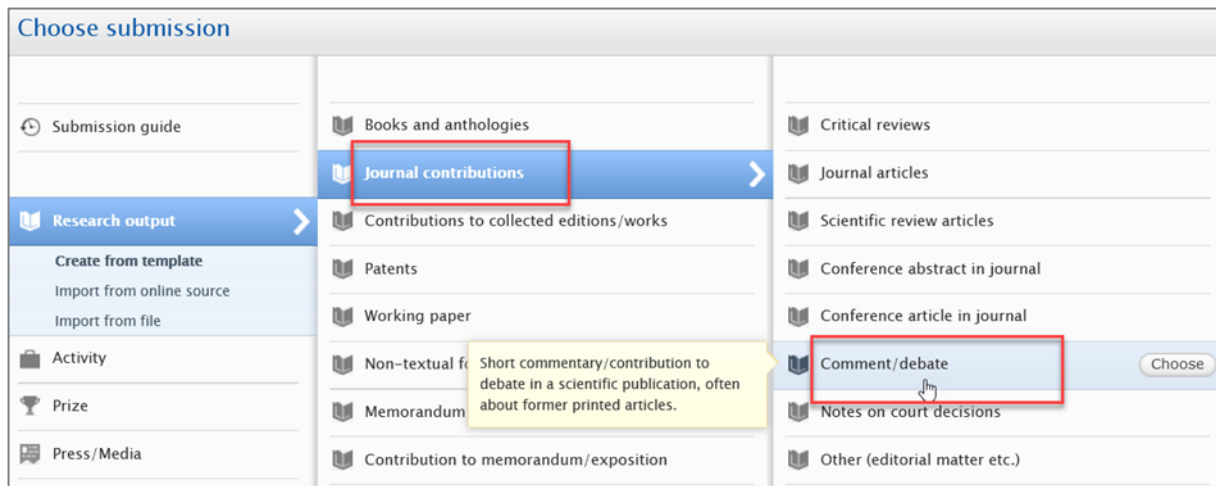 Choose submission
Submission guide
Research output
Create from template
Import from online source
Import from file
Activity
Prize
Press/Media
Books and anthologies
Journal contributions
Contributions to collected editions/works
Patents
Working paper
Non-textual
Memorandum
Contribution to memorandum/exposition
Short commentary/contribution to
debate in a scientific publication, often
about former printed articles.
Critical reviews
Journal articles
Scientific review articles
Conference abstract in journal
Conference article in journal
Comment/debate
Choose
Notes on court decisions
Other (editorial matter etc.)